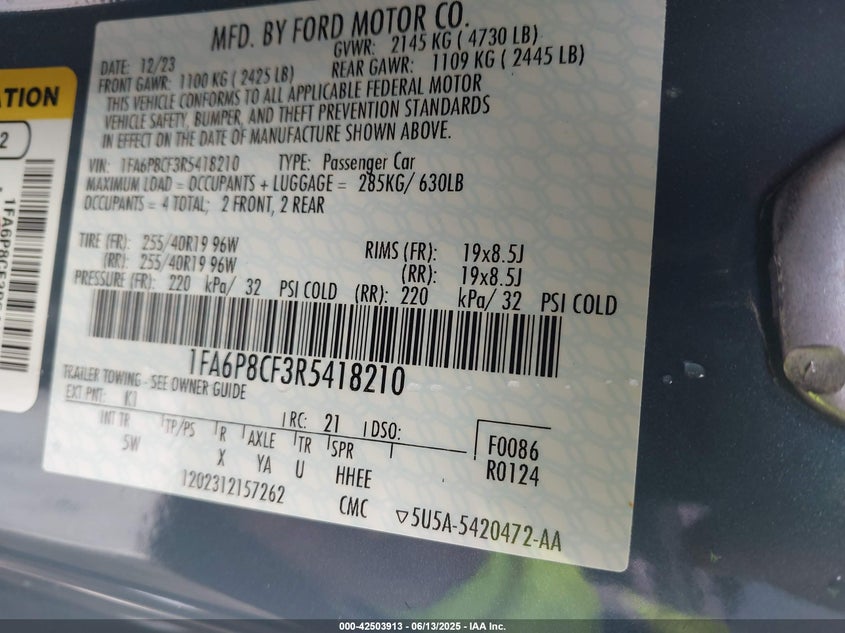 MFD. BY FORD MOTOR CO.
DATE: 12/23
GVWR: 2145 KG ( 4730 LB)
FRONT GAWR: 1100 KG ( 2425 LB)
REAR GAWR: 1109 KG ( 2445 LB)
THIS VEHICLE CONFORMS TO ALL APPLICABLE FEDERAL MOTOR
VEHICLE SAFETY, BUMPER, AND THEFT PREVENTION STANDARDS
IN EFFECT ON THE DATE OF MANUFACTURE SHOWN ABOVE.
VIN: 1FA6P8CF3R5418210 TYPE: Passenger Car
MAXIMUM LOAD = OCCUPANTS + LUGGAGE = 285KG/ 630LB
OCCUPANTS = 4 TOTAL; 2 FRONT, 2 REAR
TIRE (FR): 255/40R19 96W RIMS (FR): 19x8.5J
(RR): 255/40R19 96W (RR): 19x8.5J
PRESSURE (FR): 220 kPa/ 32 PSI COLD (RR): 220 kPa/ 32 PSI COLD
1FA6P8CF3R5418210
TRAILER TOWING - SEE OWNER GUIDE
EXT PNT: K1 RC: 21 DSO:
INT TR TP/PS R AXLE TR SPR
5W X YA U HHEE
F0086
R0124
1202312157262 CMC
5U5A-5420472-AA
ATION
2
000-42503913 - 06/13/2025 - IAA Inc.